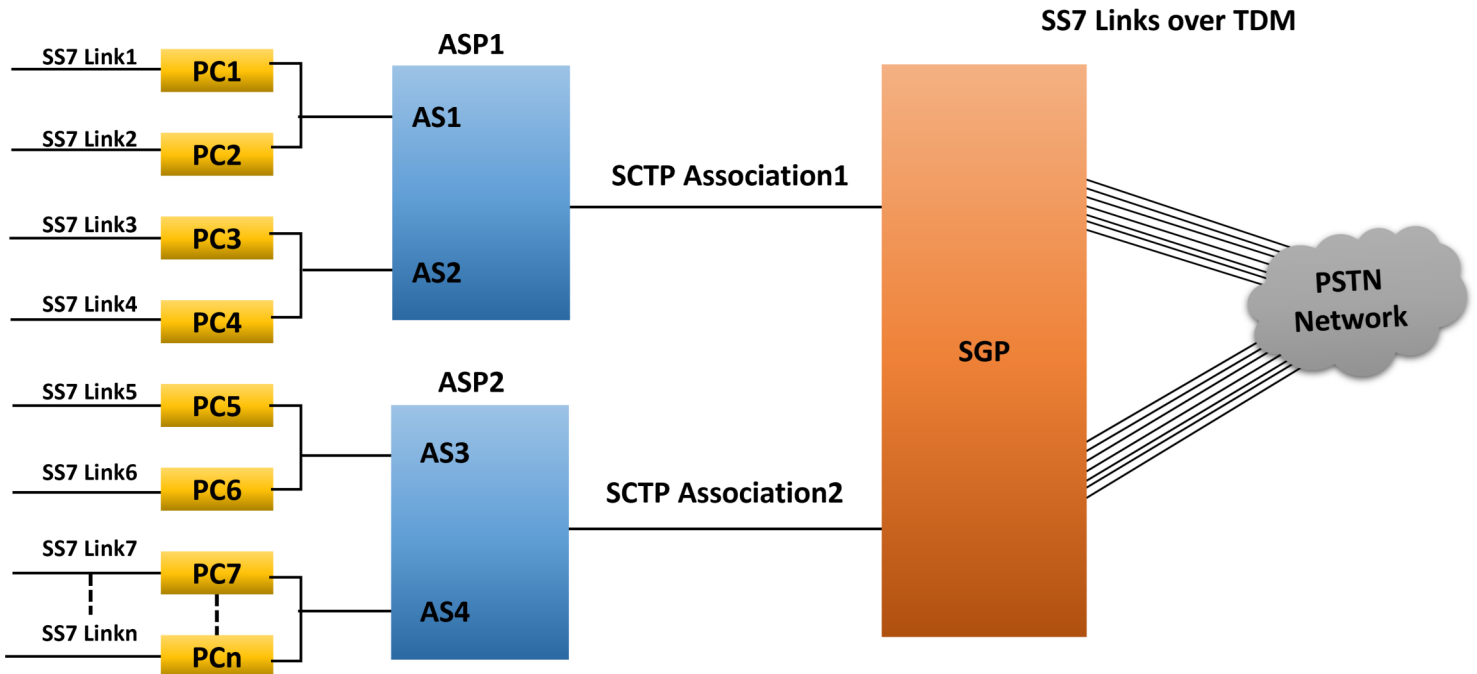 SS7 Links over TDM
ASP1
SS7 Link1
PC1
AS1
SS7 Link2
PC2
SCTP Association1
SS7 Link3
PC3
AS2
SS7 Link4
PC4
PSTN
Network
SGP
ASP2
SS7 Link5
PC5
AS3
SS7 Link6
PC6
SCTP Association2
SS7 Link7
PC7
AS4
SS7 Linkn
PCn